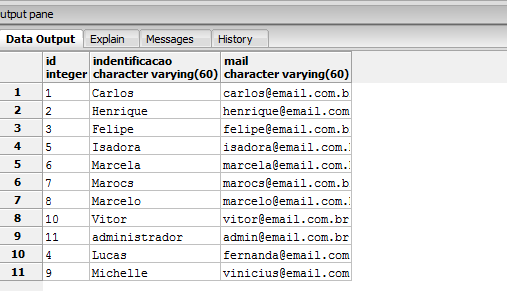 utput pane
Data Output Explain Messages History
id indentificacao mail
integer character varying(60) character varying(60)
1 1 Carlos carlos@email.com.b
2 2 Henrique henrique@email.com
3 3 Felipe felipe@email.com.b
4 5 Isadora isadora@email.com.
5 6 Marcela marcela@email.com.
6 7 Marocs marocs@email.com.b
7 8 Marcelo marcelo@email.com.
8 10 Vitor vitor@email.com.br
9 11 administrador admin@email.com.br
10 4 Lucas fernanda@email.com
11 9 Michelle vinicius@email.com